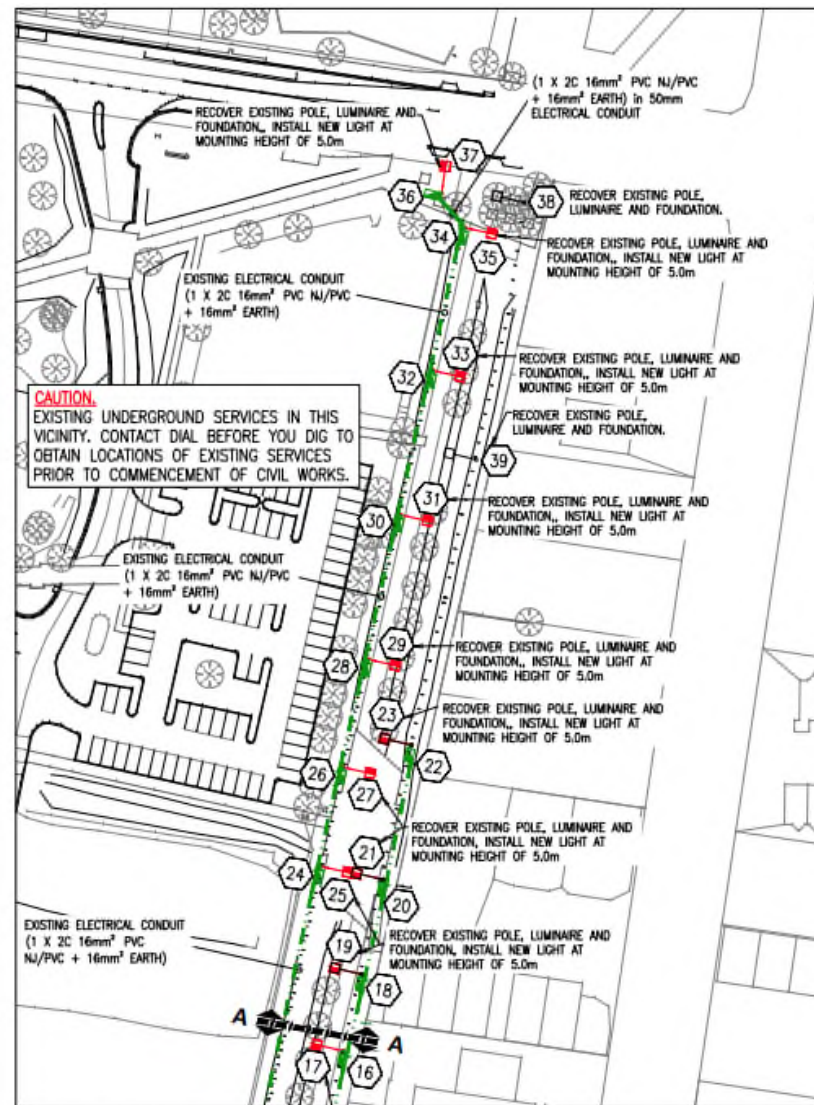 (1 X 2C 16mm² PVC NJ/PVC
+ 16mm² EARTH) in 50mm
ELECTRICAL CONDUIT
RECOVER EXISTING POLE, LUMINAIRE AND
FOUNDATION,, INSTALL NEW LIGHT AT
MOUNTING HEIGHT OF 5.0m
37
36
38
RECOVER EXISTING POLE,
LUMINAIRE AND FOUNDATION.
34
35
RECOVER EXISTING POLE, LUMINAIRE AND
FOUNDATION,, INSTALL NEW LIGHT AT
MOUNTING HEIGHT OF 5.0m
EXISTING ELECTRICAL CONDUIT
(1 X 2C 16mm² PVC NJ/PVC
+ 16mm² EARTH)
33
32
RECOVER EXISTING POLE, LUMINAIRE AND
FOUNDATION,, INSTALL NEW LIGHT AT
MOUNTING HEIGHT OF 5.0m
CAUTION.
EXISTING UNDERGROUND SERVICES IN THIS
VICINITY. CONTACT DIAL BEFORE YOU DIG TO
OBTAIN LOCATIONS OF EXISTING SERVICES
PRIOR TO COMMENCEMENT OF CIVIL WORKS.
RECOVER EXISTING POLE,
LUMINAIRE AND FOUNDATION.
39
31
30
RECOVER EXISTING POLE, LUMINAIRE AND
FOUNDATION,, INSTALL NEW LIGHT AT
MOUNTING HEIGHT OF 5.0m
EXISTING ELECTRICAL CONDUIT
(1 X 2C 16mm² PVC NJ/PVC
+ 16mm² EARTH)
29
28
RECOVER EXISTING POLE, LUMINAIRE AND
FOUNDATION,, INSTALL NEW LIGHT AT
MOUNTING HEIGHT OF 5.0m
23
RECOVER EXISTING POLE, LUMINAIRE AND
FOUNDATION,, INSTALL NEW LIGHT AT
MOUNTING HEIGHT OF 5.0m
22
26
27
RECOVER EXISTING POLE, LUMINAIRE AND
FOUNDATION, INSTALL NEW LIGHT AT
MOUNTING HEIGHT OF 5.0m
21
24
25
20
EXISTING ELECTRICAL CONDUIT
(1 X 2C 16mm² PVC
NJ/PVC + 16mm² EARTH)
19
RECOVER EXISTING POLE, LUMINAIRE AND
FOUNDATION,, INSTALL NEW LIGHT AT
MOUNTING HEIGHT OF 5.0m
18
A
A
17
16